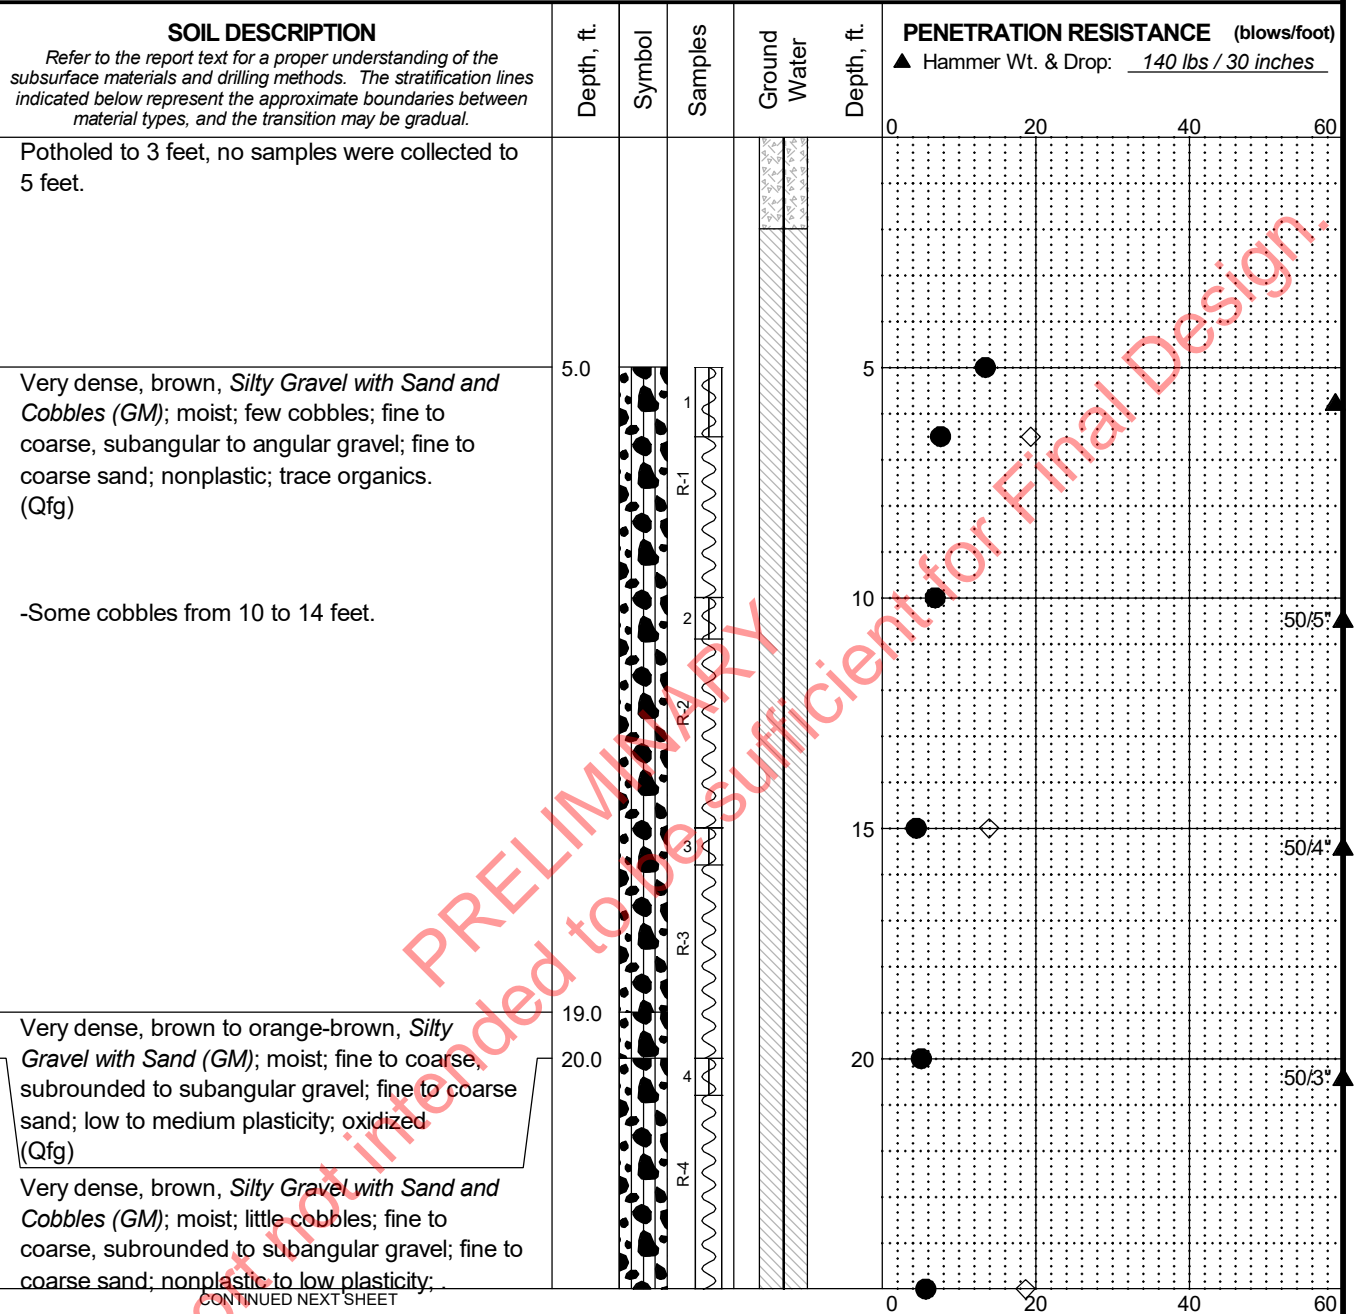 SOIL DESCRIPTION
Refer to the report text for a proper understanding of the
subsurface materials and drilling methods. The stratification lines
indicated below represent the approximate boundaries between
material types, and the transition may be gradual.
Depth, ft.
Symbol
Samples
Ground
Water
Depth, ft.
PENETRATION RESISTANCE (blows/foot)
▲ Hammer Wt. & Drop: 140 lbs / 30 inches
0 20 40 60
Potholed to 3 feet, no samples were collected to
5 feet.
5.0
5
Very dense, brown, Silty Gravel with Sand and
Cobbles (GM); moist; few cobbles; fine to
coarse, subangular to angular gravel; fine to
coarse sand; nonplastic; trace organics.
(Qfg)
1
R-1
-Some cobbles from 10 to 14 feet.
10
2
50/5"
R-2
15
3
50/4"
R-3
19.0
Very dense, brown to orange-brown, Silty
Gravel with Sand (GM); moist; fine to coarse,
subrounded to subangular gravel; fine to coarse
sand; low to medium plasticity; oxidized
(Qfg)
20.0
20
4
50/3"
R-4
Very dense, brown, Silty Gravel with Sand and
Cobbles (GM); moist; little cobbles; fine to
coarse, subrounded to subangular gravel; fine to
coarse sand; nonplastic to low plasticity; .
CONTINUED NEXT SHEET
0 20 40 60
PRELIMINARY
ort not intended to be sufficient for Final Design.